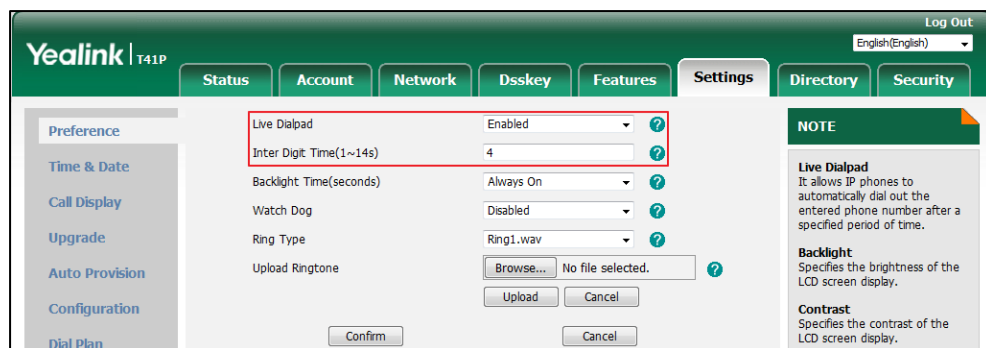 Log Out
Yealink | T41P
English(English)
Status Account Network Dsskey Features Settings Directory Security
Preference
Time & Date
Call Display
Upgrade
Auto Provision
Configuration
Dial Plan
Live Dialpad Enabled ?
Inter Digit Time(1~14s) 4 ?
Backlight Time(seconds) Always On ?
Watch Dog Disabled ?
Ring Type Ring1.wav ?
Upload Ringtone Browse... No file selected. ?
Upload Cancel
Confirm Cancel
NOTE
Live Dialpad
It allows IP phones to
automatically dial out the
entered phone number after a
specified period of time.
Backlight
Specifies the brightness of the
LCD screen display.
Contrast
Specifies the contrast of the
LCD screen display.